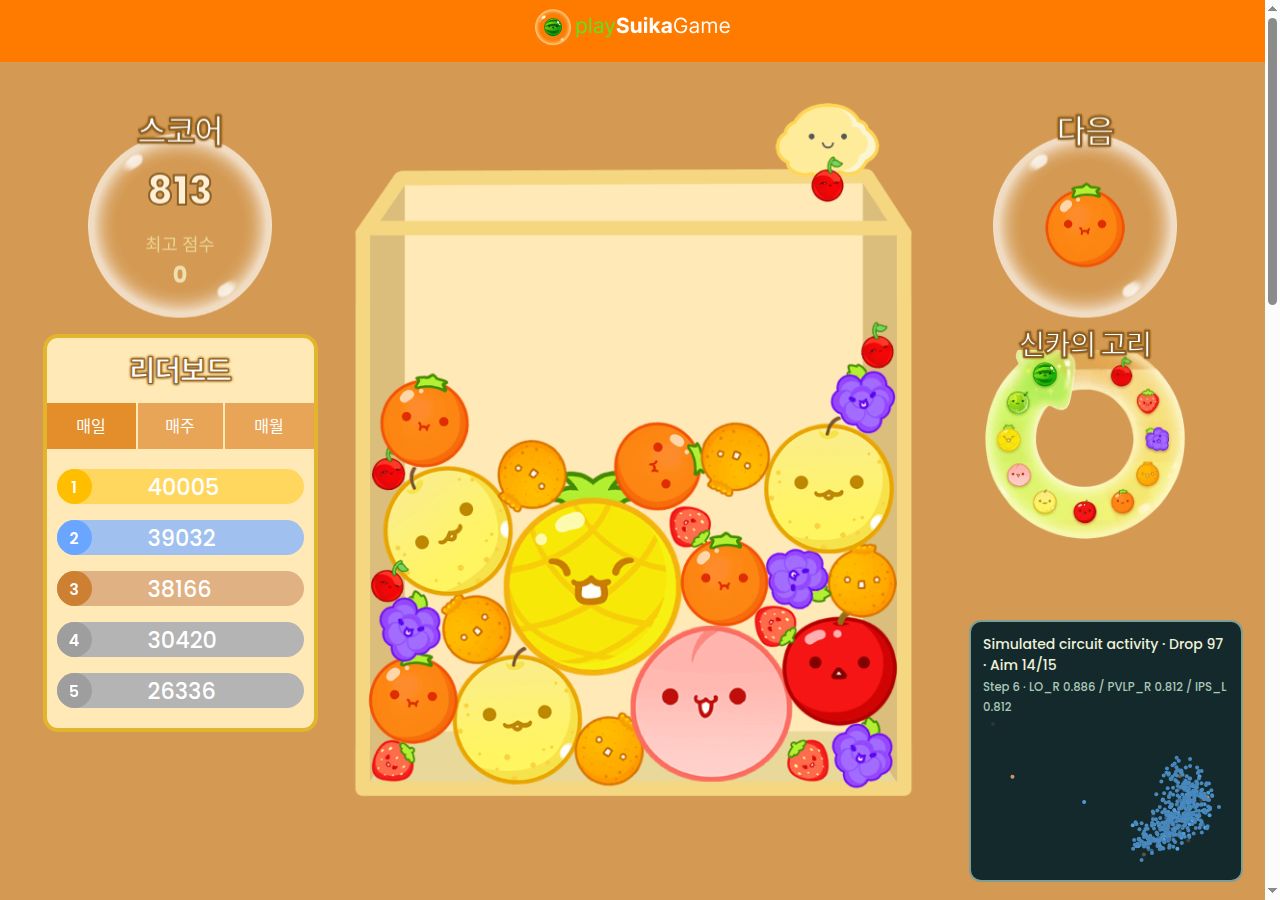 playSuikaGame
스코어
813
최고 점수
0
리더보드
매일 매주 매월
1 40005
2 39032
3 38166
4 30420
5 26336
다음
신카의 고리
Simulated circuit activity · Drop 97
· Aim 14/15
Step 6 · LO_R 0.886 / PVLP_R 0.812 / IPS_L
0.812